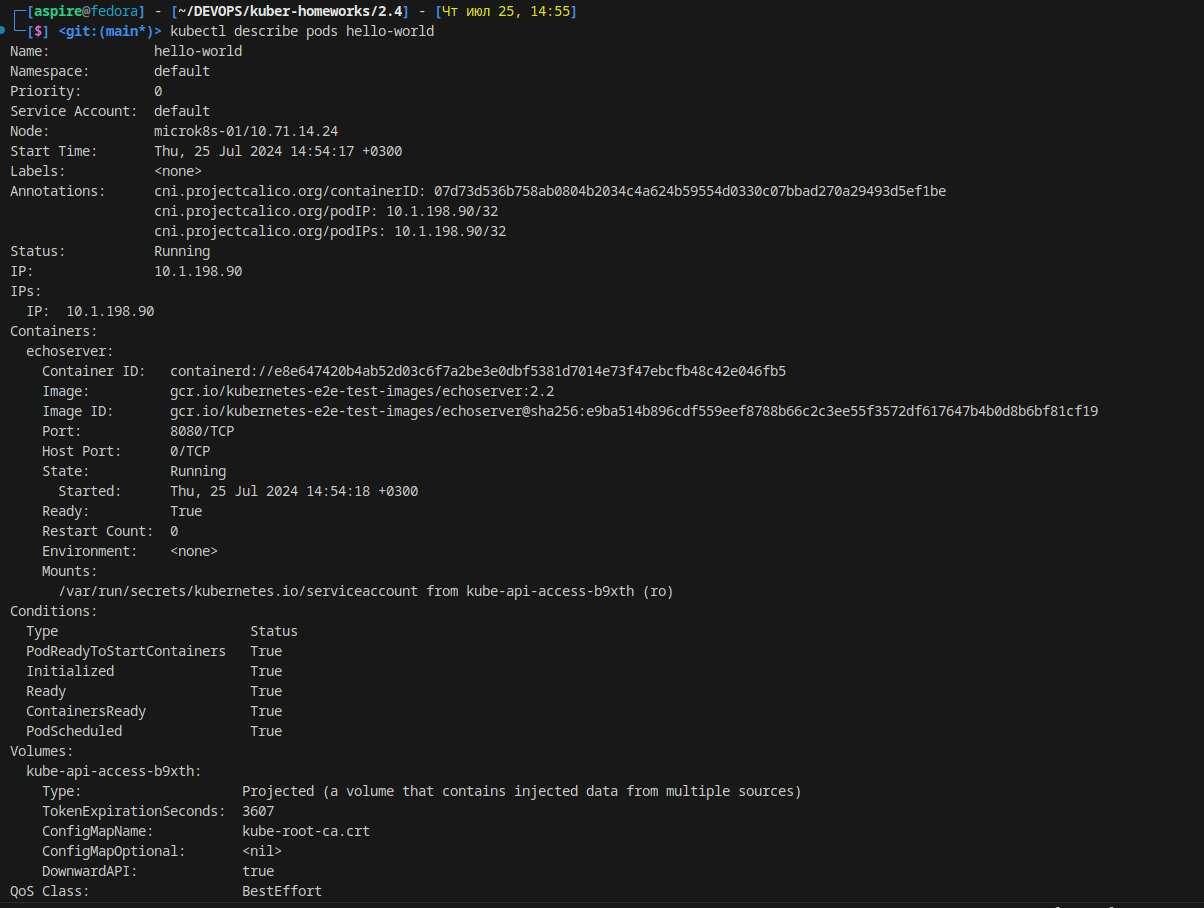 [aspire@fedora] - [~/DEVOPS/kuber-homeworks/2.4] - [Чт июл 25, 14:55]
[$] <git:(main*)> kubectl describe pods hello-world
Name:             hello-world
Namespace:        default
Priority:         0
Service Account:  default
Node:             microk8s-01/10.71.14.24
Start Time:       Thu, 25 Jul 2024 14:54:17 +0300
Labels:           <none>
Annotations:      cni.projectcalico.org/containerID: 07d73d536b758ab0804b2034c4a624b59554d0330c07bbad270a29493d5ef1be
                  cni.projectcalico.org/podIP: 10.1.198.90/32
                  cni.projectcalico.org/podIPs: 10.1.198.90/32
Status:           Running
IP:               10.1.198.90
IPs:
  IP:  10.1.198.90
Containers:
  echoserver:
    Container ID:   containerd://e8e647420b4ab52d03c6f7a2be3e0dbf5381d7014e73f47ebcfb48c42e046fb5
    Image:          gcr.io/kubernetes-e2e-test-images/echoserver:2.2
    Image ID:       gcr.io/kubernetes-e2e-test-images/echoserver@sha256:e9ba514b896cdf559eef8788b66c2c3ee55f3572df617647b4b0d8b6bf81cf19
    Port:           8080/TCP
    Host Port:      0/TCP
    State:          Running
      Started:      Thu, 25 Jul 2024 14:54:18 +0300
    Ready:          True
    Restart Count:  0
    Environment:    <none>
    Mounts:
      /var/run/secrets/kubernetes.io/serviceaccount from kube-api-access-b9xth (ro)
Conditions:
  Type                        Status
  PodReadyToStartContainers   True
  Initialized                 True
  Ready                       True
  ContainersReady             True
  PodScheduled                True
Volumes:
  kube-api-access-b9xth:
    Type:                    Projected (a volume that contains injected data from multiple sources)
    TokenExpirationSeconds:  3607
    ConfigMapName:           kube-root-ca.crt
    ConfigMapOptional:       <nil>
    DownwardAPI:             true
QoS Class:                   BestEffort